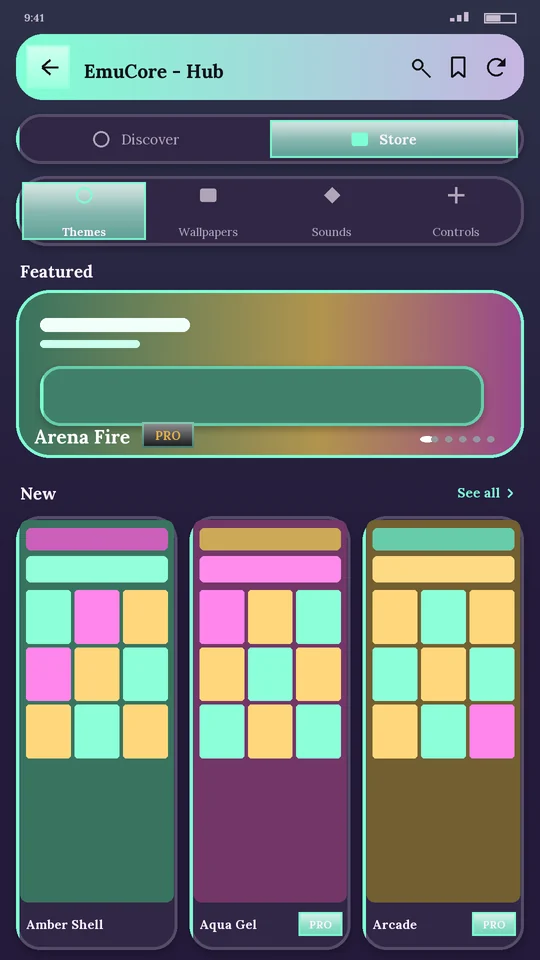 9:41
EmuCore - Hub
Discover
Store
Themes
Wallpapers
Sounds
Controls
Featured
Arena Fire
PRO
New
See all
Amber Shell
Aqua Gel
PRO
Arcade
PRO